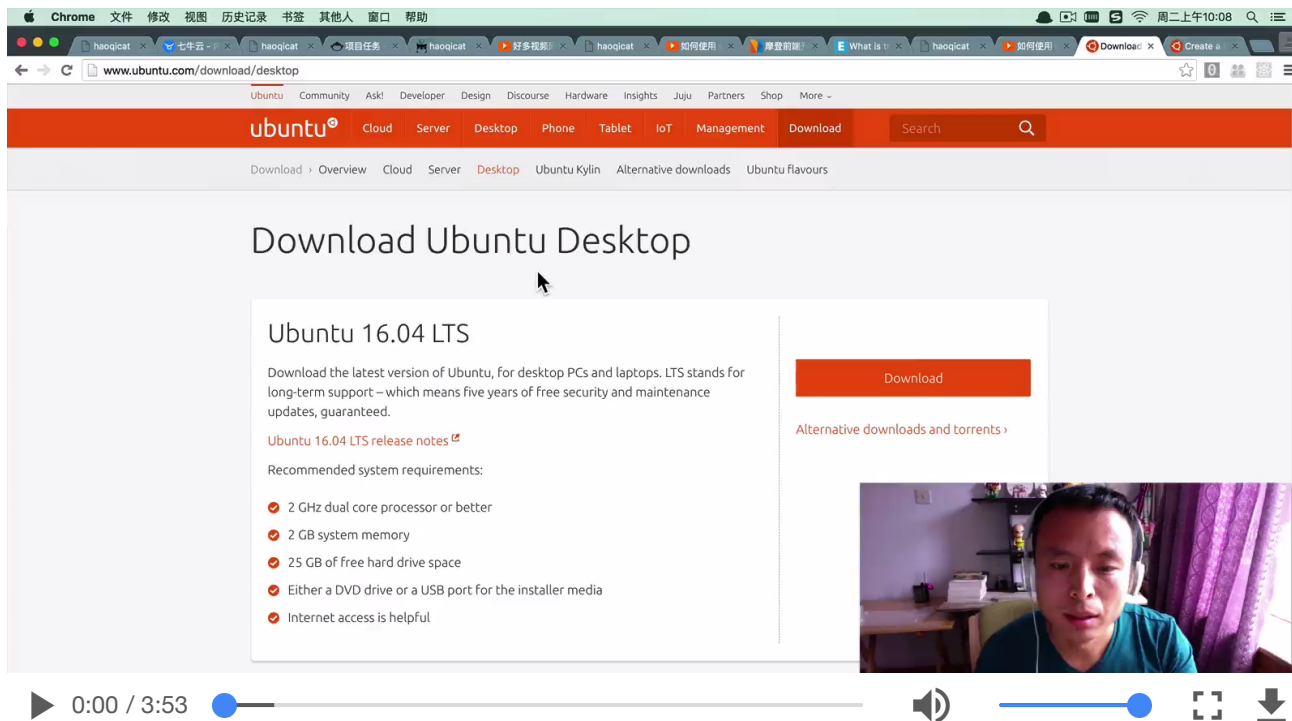 Chrome 文件 修改 视图 历史记录 书签 其他人 窗口 帮助 周二上午10:08
haoqicat 七牛云 - haoqicat 项目任务 haoqicat 好多视频 haoqicat 如何使用 摩登前端 What is haoqicat 如何使用 Download Create a
www.ubuntu.com/download/desktop
Ubuntu Community Ask! Developer Design Discourse Hardware Insights Juju Partners Shop More
ubuntu Cloud Server Desktop Phone Tablet IoT Management Download Search
Download › Overview Cloud Server Desktop Ubuntu Kylin Alternative downloads Ubuntu flavours
Download Ubuntu Desktop
Ubuntu 16.04 LTS
Download the latest version of Ubuntu, for desktop PCs and laptops. LTS stands for
long-term support – which means five years of free security and maintenance
updates, guaranteed.
Download
Alternative downloads and torrents ›
Ubuntu 16.04 LTS release notes
Recommended system requirements:
2 GHz dual core processor or better
2 GB system memory
25 GB of free hard drive space
Either a DVD drive or a USB port for the installer media
Internet access is helpful
0:00 / 3:53